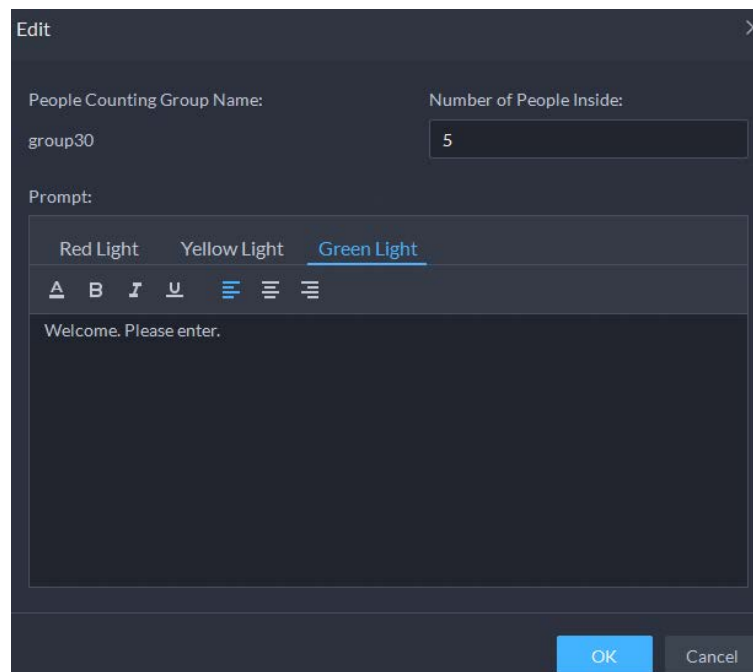 Edit
People Counting Group Name:
Number of People Inside:
group30
5
Prompt:
Red Light Yellow Light Green Light
A B I U
Welcome. Please enter.
OK Cancel